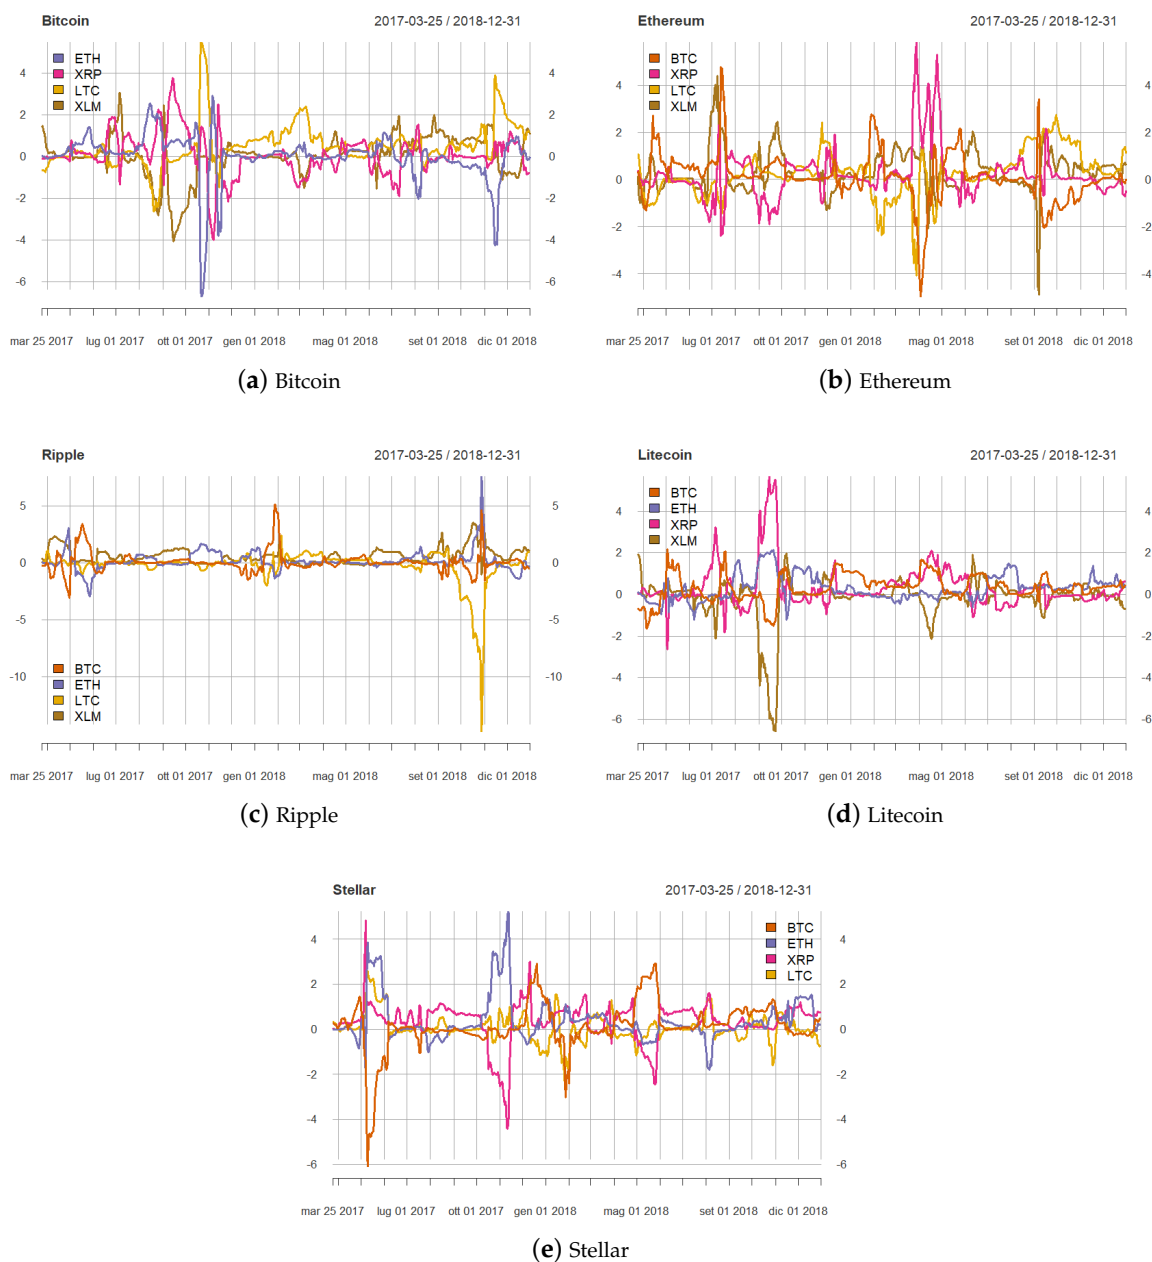 Bitcoin 2017-03-25 / 2018-12-31
ETH
XRP
LTC
XLM
4 4
2 2
0 0
-2 -2
-4 -4
-6 -6
mar 25 2017 lug 01 2017 ott 01 2017 gen 01 2018 mag 01 2018 set 01 2018 dic 01 2018
(a) Bitcoin
Ethereum 2017-03-25 / 2018-12-31
BTC
XRP
LTC
XLM
4 4
2 2
0 0
-2 -2
-4 -4
mar 25 2017 lug 01 2017 ott 01 2017 gen 01 2018 mag 01 2018 set 01 2018 dic 01 2018
(b) Ethereum
Ripple 2017-03-25 / 2018-12-31
5 5
0 0
-5 -5
-10 -10
BTC
ETH
LTC
XLM
mar 25 2017 lug 01 2017 ott 01 2017 gen 01 2018 mag 01 2018 set 01 2018 dic 01 2018
(c) Ripple
Litecoin 2017-03-25 / 2018-12-31
BTC
ETH
XRP
XLM
4 4
2 2
0 0
-2 -2
-4 -4
-6 -6
mar 25 2017 lug 01 2017 ott 01 2017 gen 01 2018 mag 01 2018 set 01 2018 dic 01 2018
(d) Litecoin
Stellar 2017-03-25 / 2018-12-31
BTC
ETH
XRP
LTC
4 4
2 2
0 0
-2 -2
-4 -4
-6 -6
mar 25 2017 lug 01 2017 ott 01 2017 gen 01 2018 mag 01 2018 set 01 2018 dic 01 2018
(e) Stellar